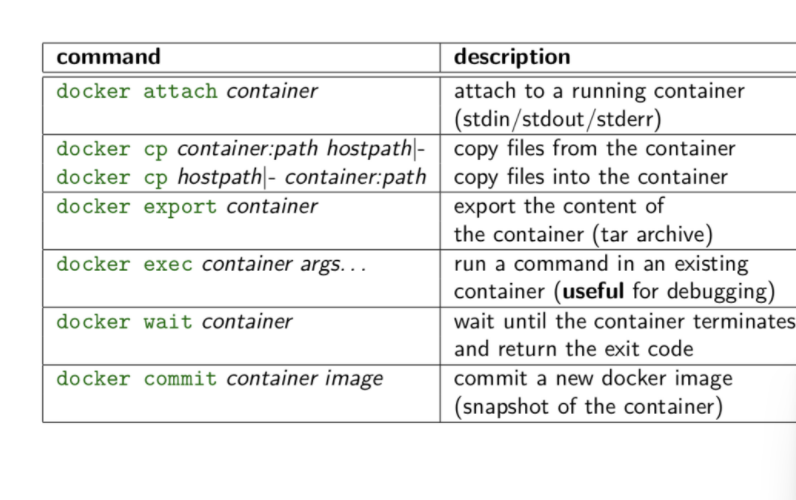 command description
docker attach container attach to a running container
(stdin/stdout/stderr)
docker cp container:path hostpath|- copy files from the container
docker cp hostpath|- container:path copy files into the container
docker export container export the content of
the container (tar archive)
docker exec container args... run a command in an existing
container (useful for debugging)
docker wait container wait until the container terminates
and return the exit code
docker commit container image commit a new docker image
(snapshot of the container)